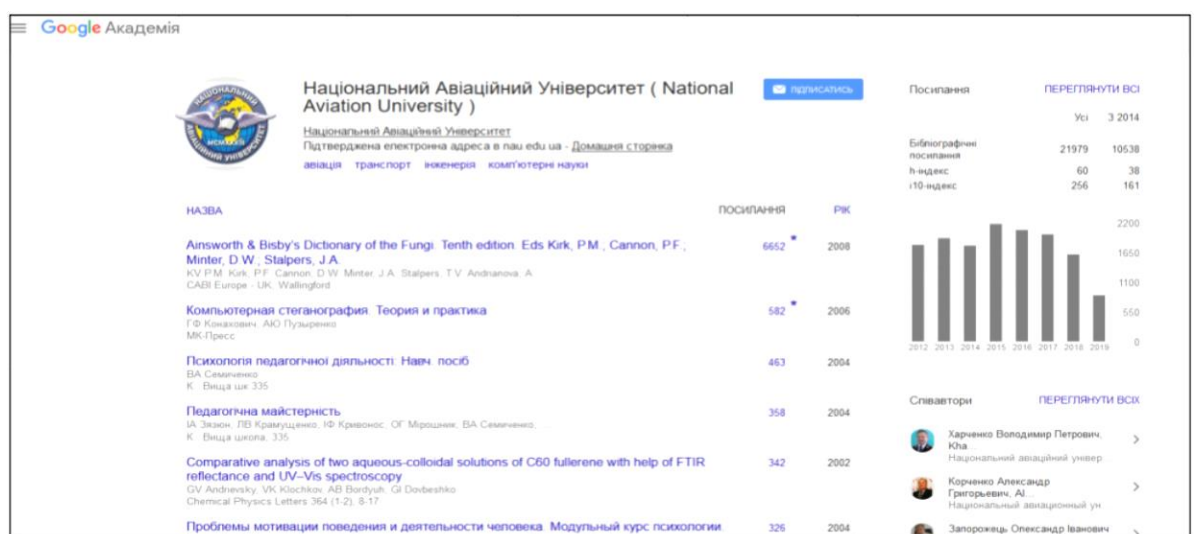 Google Академія
Національний Авіаційний Університет ( National
Aviation University )
Національний Авіаційний Університет
Підтверджена електронна адреса в nau.edu.ua - Домашня сторінка
авіація транспорт інженерія комп'ютерні науки
ПІДПИСАТИСЬ
НАЗВА ПОСИЛАННЯ РІК
Ainsworth & Bisby's Dictionary of the Fungi. Tenth edition. Eds Kirk, P.M., Cannon, P.F.,
Minter, D.W., Stalpers, J.A. 6652 * 2008
KV P.M. Kirk, P.F. Cannon, D.W. Minter, J.A. Stalpers, T.V. Andrianova, A
CABI Europe - UK, Wallingford
Компьютерная стеганография. Теория и практика 582 * 2006
ГФ Конахович, АЮ Пузыренко
МК-Пресс
Психологія педагогічної діяльності: Навч. посіб 463 2004
ВА Семиченко
К.: Вища шк 335
Педагогічна майстерність 358 2004
ІА Зязюн, ЛВ Крамущенко, ІФ Кривонос, ОГ Мірошник, ВА Семиченко, ...
К.: Вища школа, 335
Comparative analysis of two aqueous-colloidal solutions of C60 fullerene with help of FTIR
reflectance and UV–Vis spectroscopy 342 2002
GV Andrievsky, VK Klochkov, AB Bordyuh, GI Dovbeshko
Chemical Physics Letters 364 (1-2), 8-17
Проблемы мотивации поведения и деятельности человека. Модульный курс психологии. 326 2004
Посилання ПЕРЕГЛЯНУТИ ВСІ
Усі З 2014
Бібліографічні
посилання 21979 10538
h-індекс 60 38
i10-індекс 256 161
2200
1650
1100
550
0
2012 2013 2014 2015 2016 2017 2018 2019
Співавтори ПЕРЕГЛЯНУТИ ВСІХ
Харченко Володимир Петрович,
Kha...
Національний авіаційний універ...
Корченко Александр
Григорьевич, Al...
Национальный авиационный ун
Запорожець Олександр Іванович